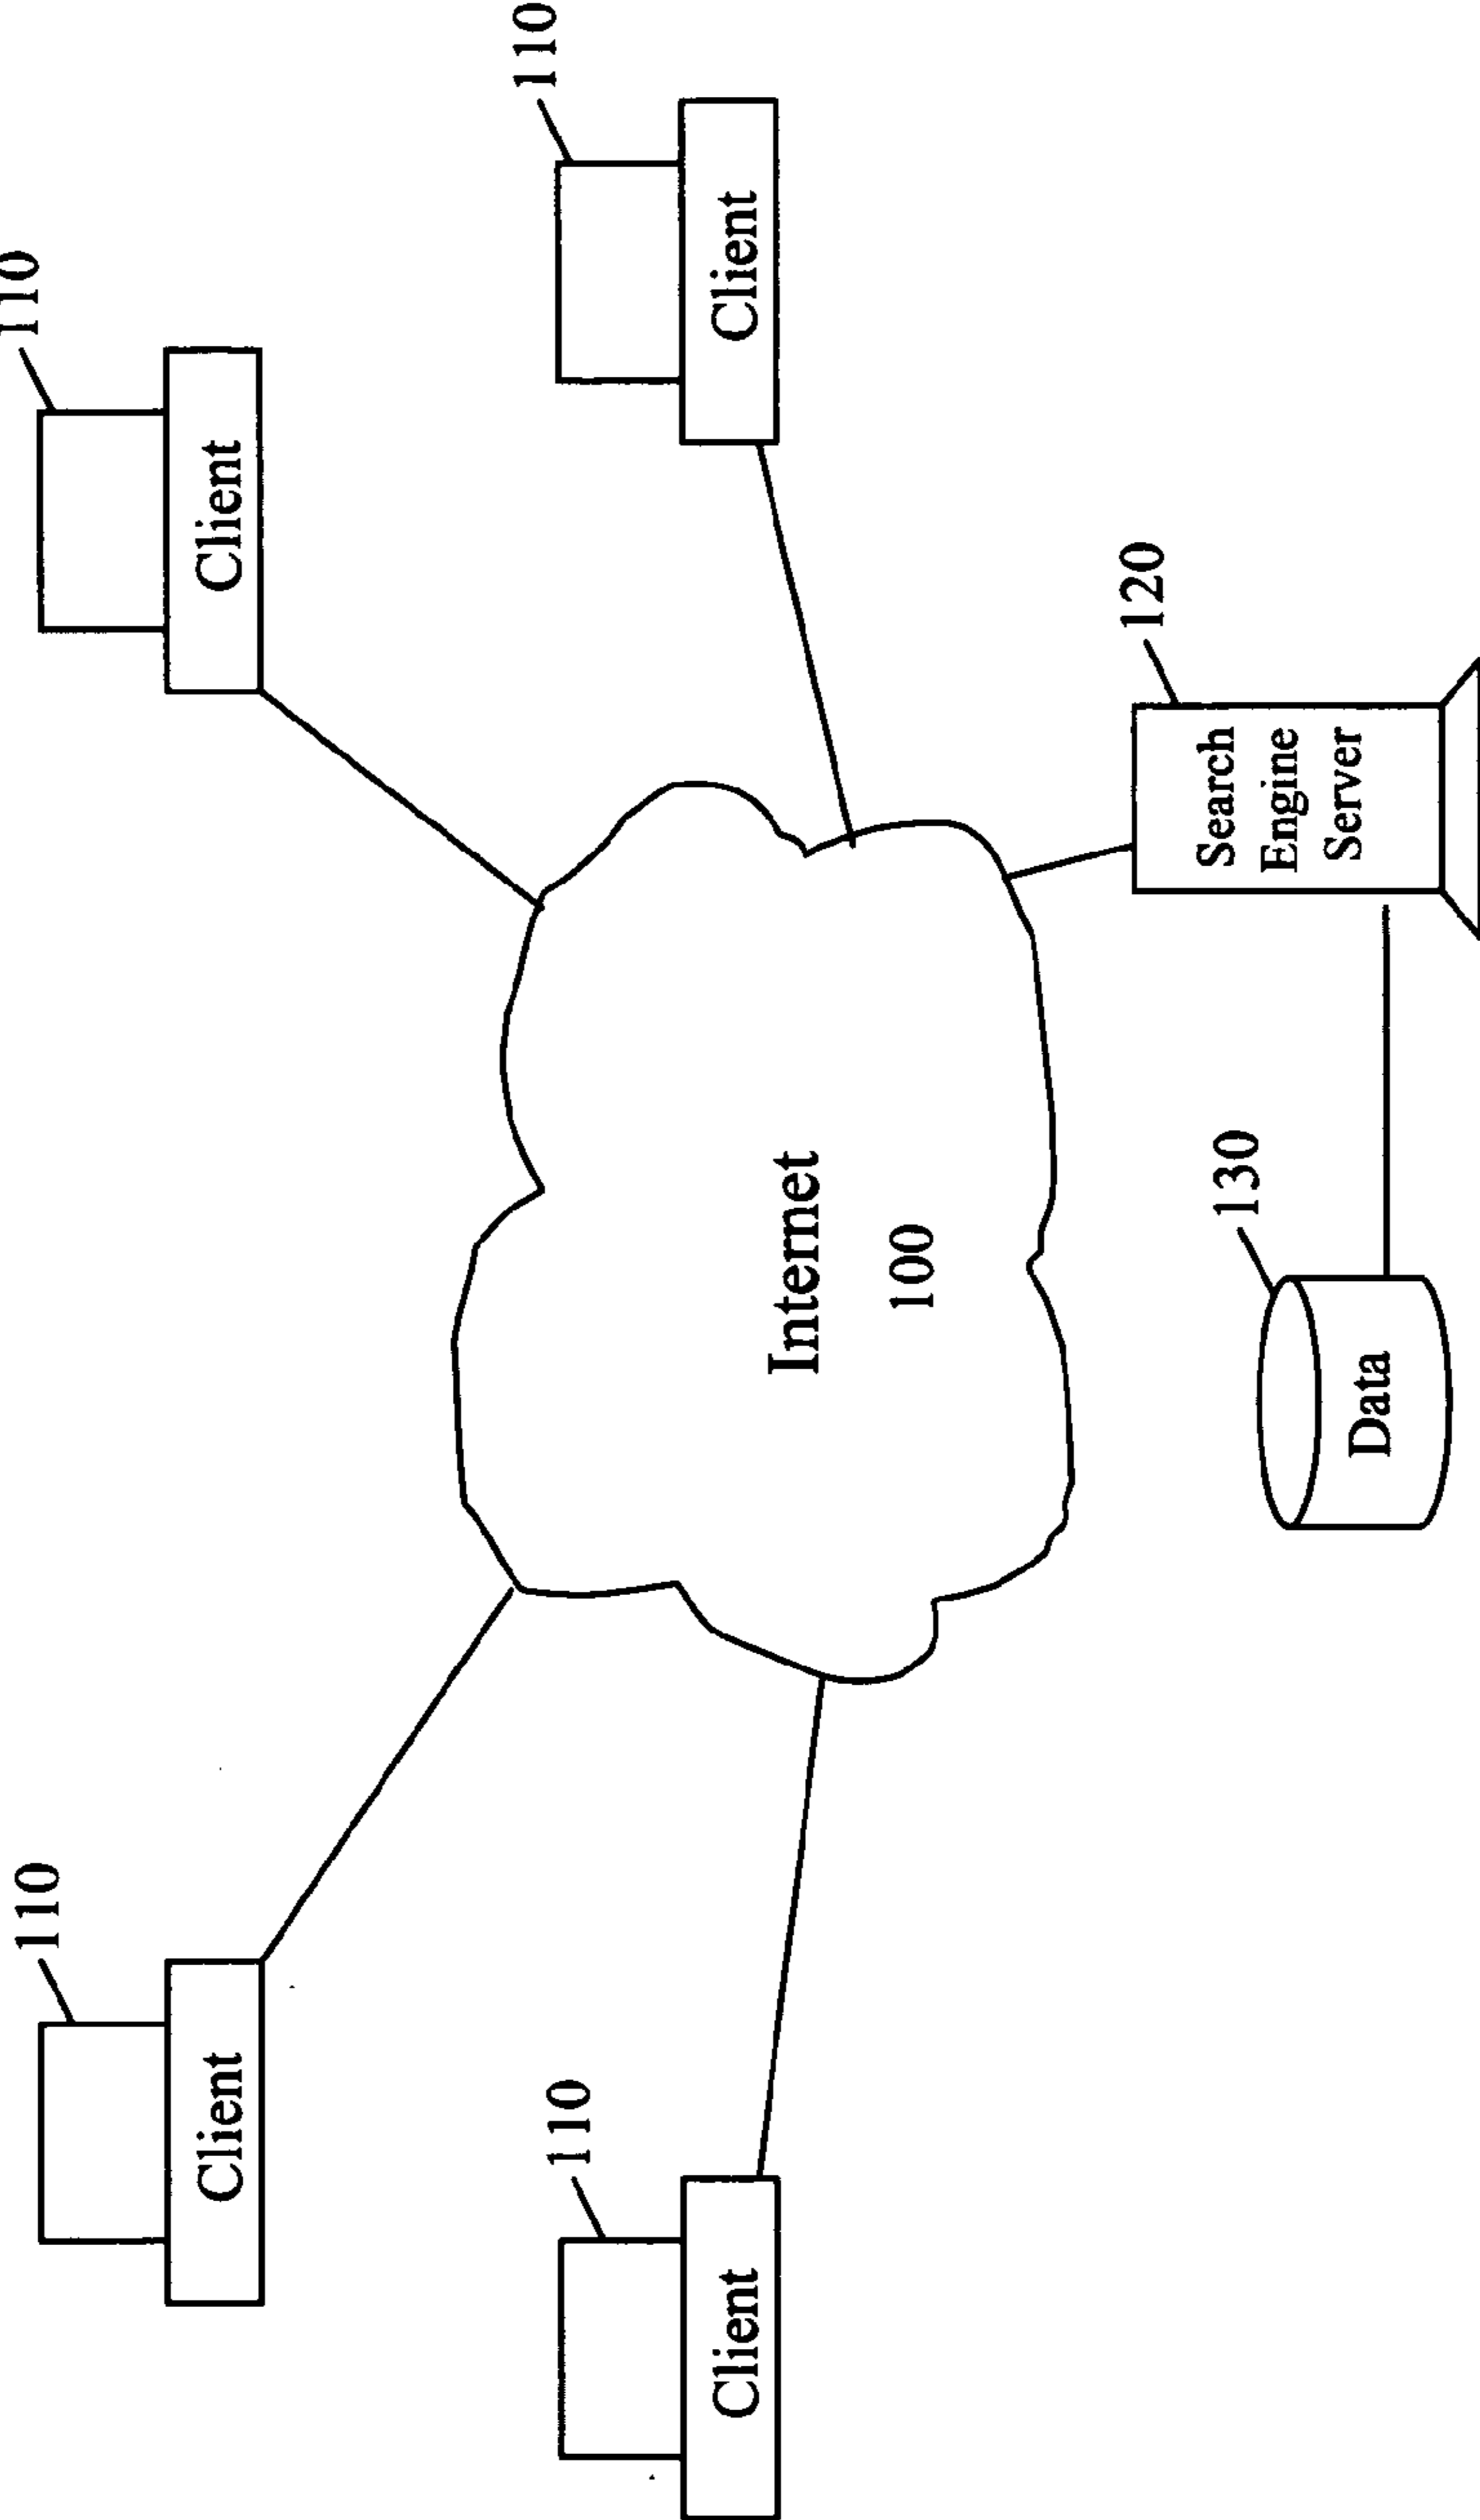 110
Client
110
Client
110
Client
110
Client
Internet
100
120
Search
Engine
Server
130
Data